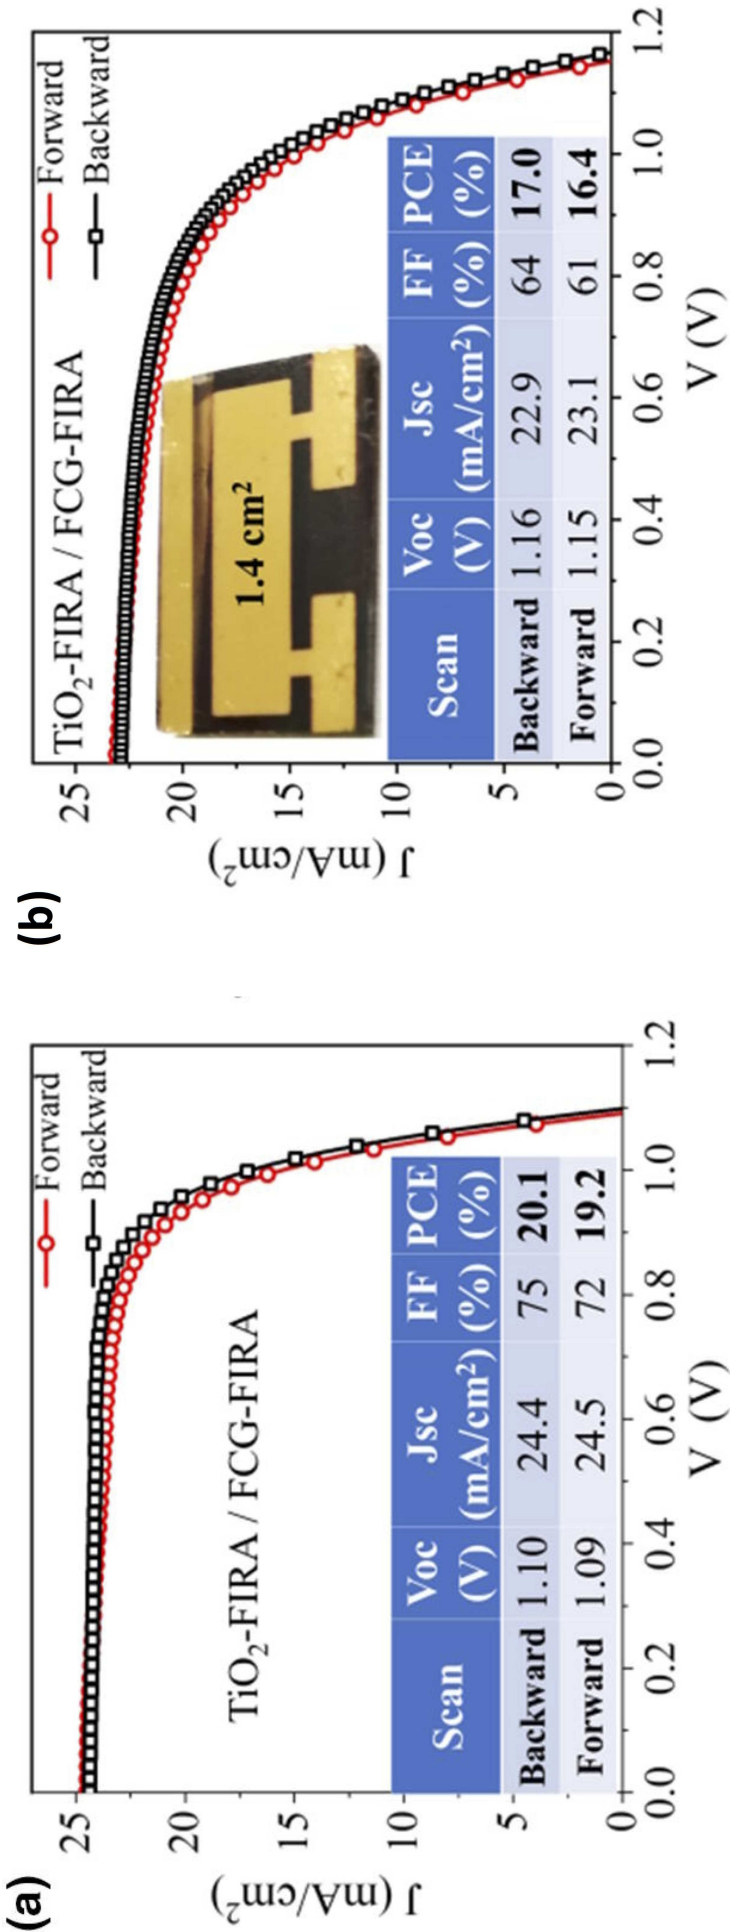 (a)
Forward
Backward
TiO₂-FIRA / FCG-FIRA
J (mA/cm²)
25
20
15
10
5
0
Scan Voc (V) Jsc (mA/cm²) FF (%) PCE (%)
Backward 1.10 24.4 75 20.1
Forward 1.09 24.5 72 19.2
0.0 0.2 0.4 0.6 0.8 1.0 1.2
V (V)
(b)
TiO₂-FIRA / FCG-FIRA
Forward
Backward
1.4 cm²
J (mA/cm²)
25
20
15
10
5
0
Scan Voc (V) Jsc (mA/cm²) FF (%) PCE (%)
Backward 1.16 22.9 64 17.0
Forward 1.15 23.1 61 16.4
0.0 0.2 0.4 0.6 0.8 1.0 1.2
V (V)